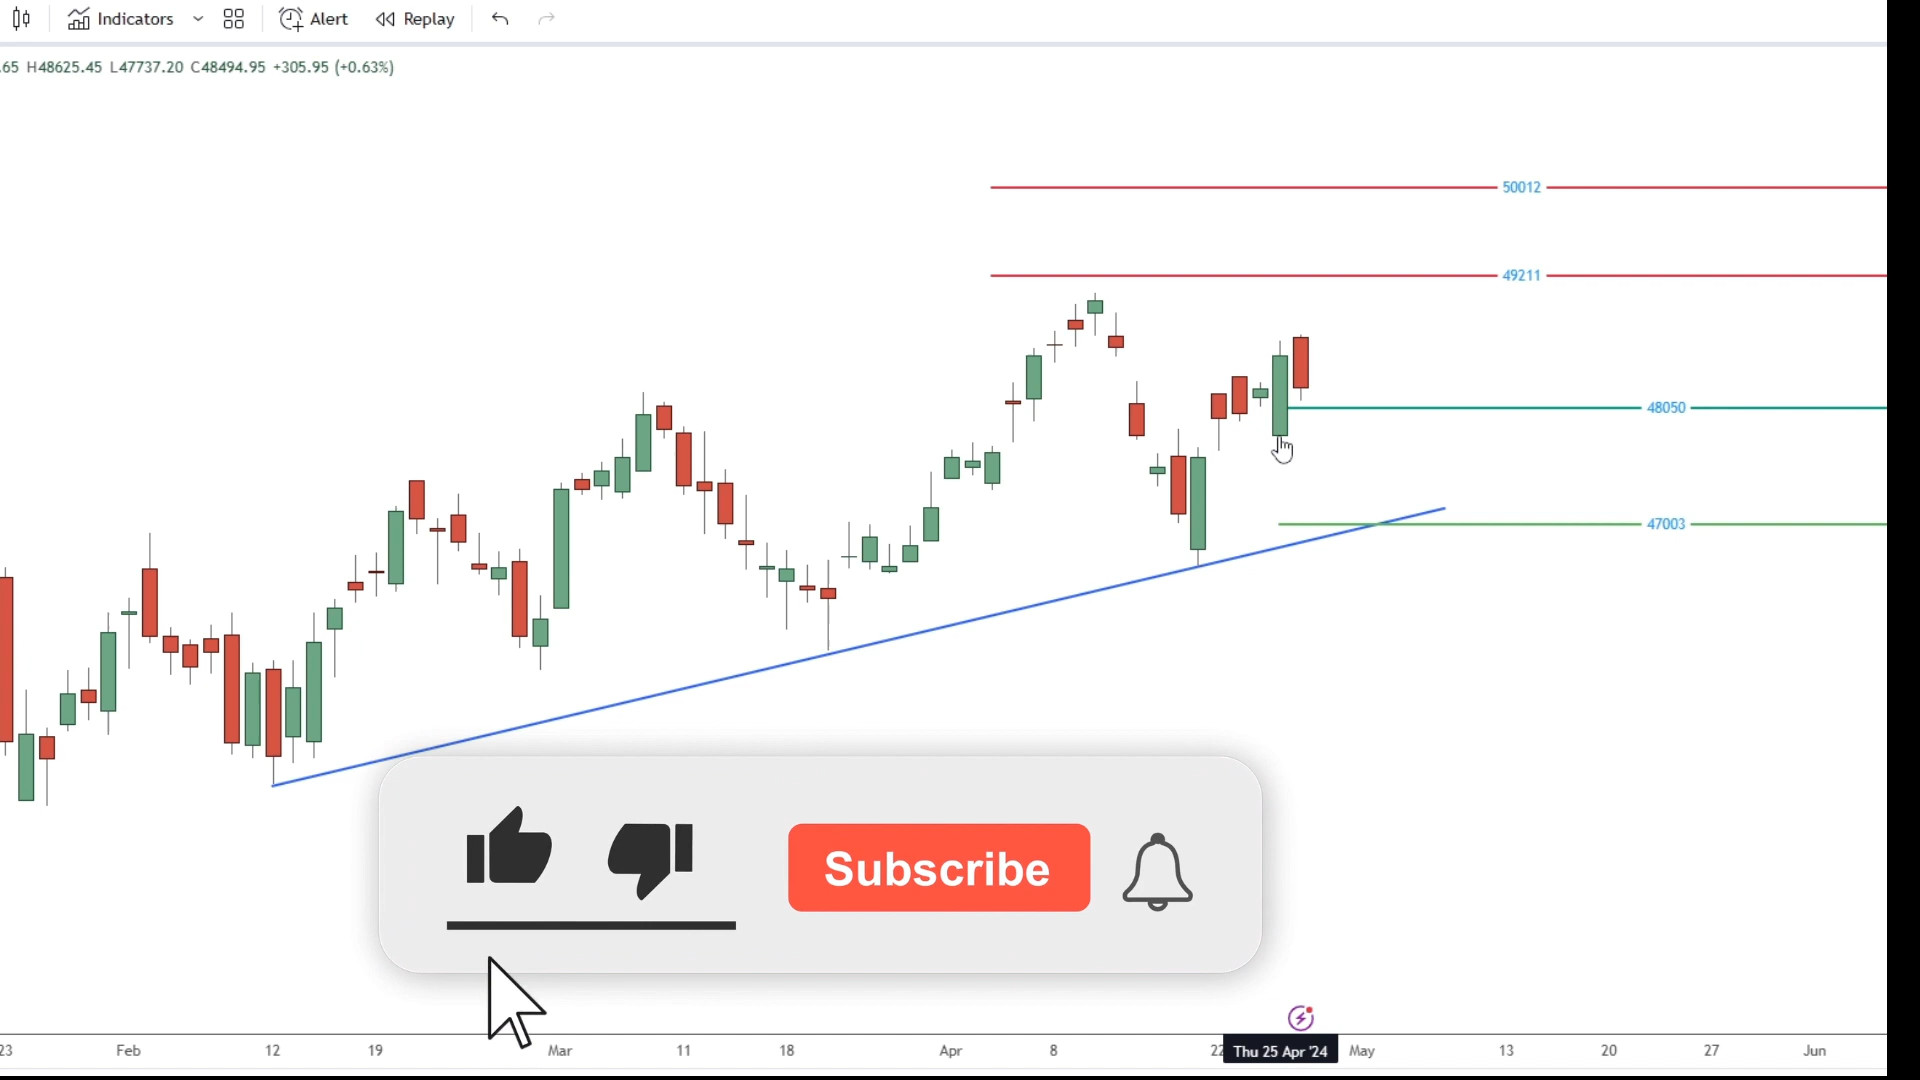 Indicators Alert Replay
.65 H48625.45 L47737.20 C48494.95 +305.95 (+0.63%)
50012
49211
48050
47003
Subscribe
23 Feb 12 19 Mar 11 18 Apr 8 22 Thu 25 Apr '24 May 13 20 27 Jun